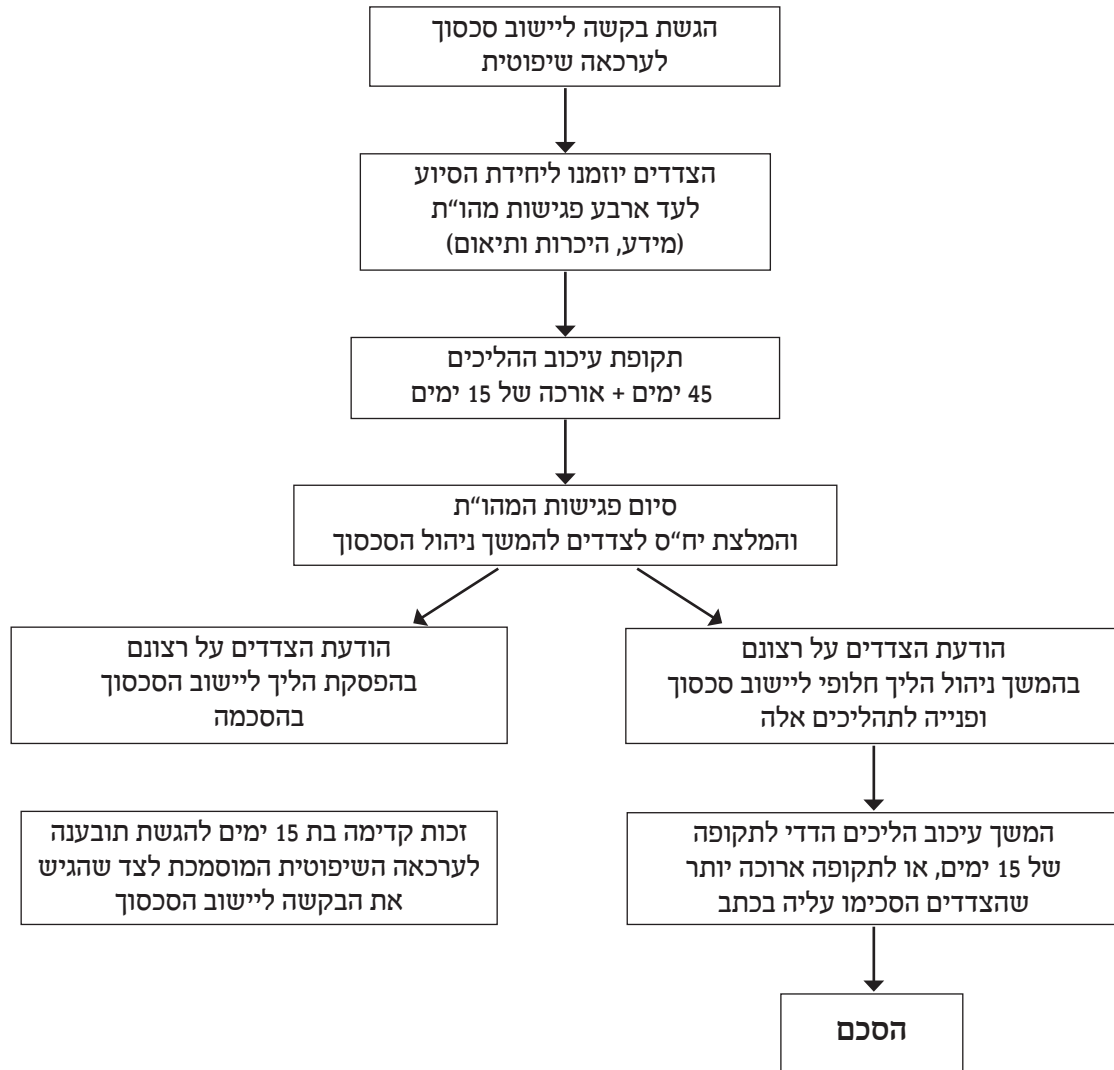 הגשת בקשה ליישוב סכסוך
לערכאה שיפוטית
הצדדים יוזמנו ליחידת הסיוע
לעד ארבע פגישות מהו״ת
(מידע, היכרות ותיאום)
תקופת עיכוב ההליכים
45 ימים + אורכה של 15 ימים
סיום פגישות המהו״ת
והמלצת יח״ס לצדדים להמשך ניהול הסכסוך
הודעת הצדדים על רצונם
בהמשך ניהול הליך חלופי ליישוב סכסוך
ופנייה לתהליכים אלה
הודעת הצדדים על רצונם
בהפסקת הליך ליישוב הסכסוך
בהסכמה
המשך עיכוב הליכים הדדי לתקופה
של 15 ימים, או לתקופה ארוכה יותר
שהצדדים הסכימו עליה בכתב
זכות קדימה בת 15 ימים להגשת תובענה
לערכאה השיפוטית המוסמכת לצד שהגיש
את הבקשה ליישוב הסכסוך
הסכם